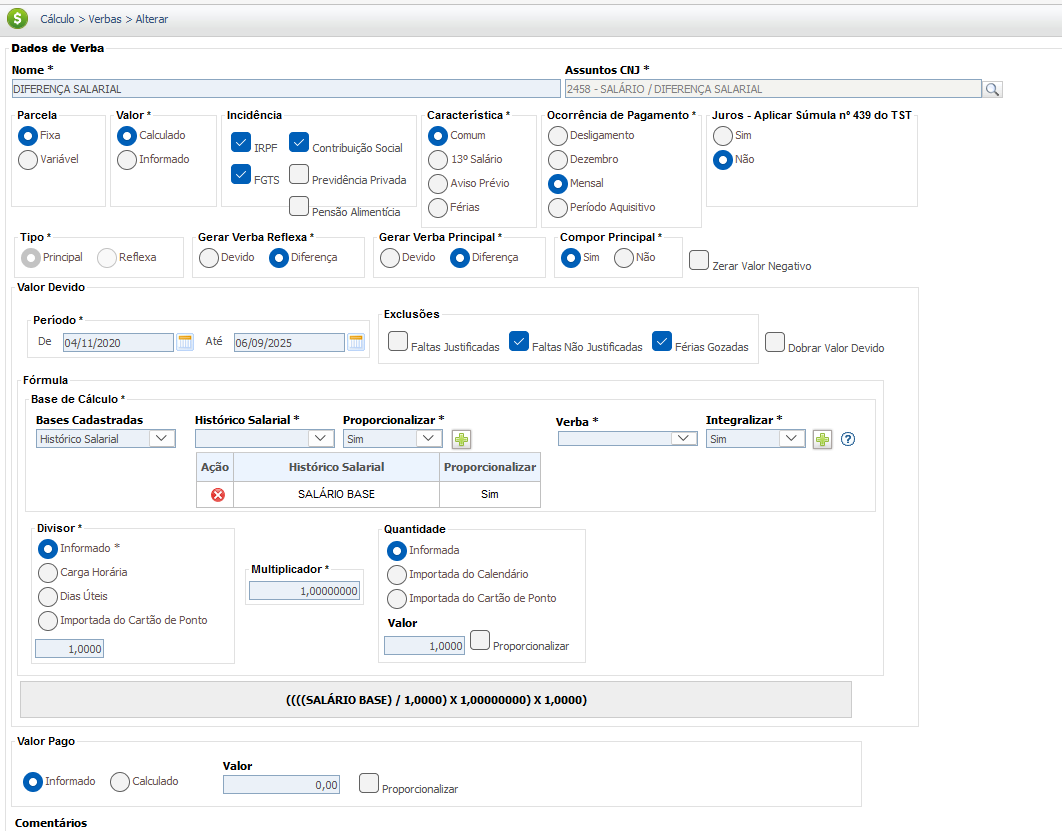 Cálculo > Verbas > Alterar
Dados de Verba
Nome * Assuntos CNJ *
DIFERENÇA SALARIAL 2458 - SALÁRIO / DIFERENÇA SALARIAL
Parcela Valor * Incidência Característica * Ocorrência de Pagamento * Juros - Aplicar Súmula nº 439 do TST
Fixa Calculado IRPF Contribuição Social Comum Desligamento Sim
Variável Informado FGTS Previdência Privada 13º Salário Dezembro Não
Pensão Alimentícia Aviso Prévio Mensal
Férias Período Aquisitivo
Tipo * Gerar Verba Reflexa * Gerar Verba Principal * Compor Principal *
Principal Reflexa Devido Diferença Devido Diferença Sim Não Zerar Valor Negativo
Valor Devido
Período * Exclusões
De 04/11/2020 Até 06/09/2025 Faltas Justificadas Faltas Não Justificadas Férias Gozadas Dobrar Valor Devido
Fórmula
Base de Cálculo *
Bases Cadastradas Histórico Salarial * Proporcionalizar * Verba * Integralizar *
Histórico Salarial Sim Sim ?
Ação Histórico Salarial Proporcionalizar
SALÁRIO BASE Sim
Divisor * Quantidade
Informado * Informada
Carga Horária Multiplicador * Importada do Calendário
Dias Úteis 1,00000000 Importada do Cartão de Ponto
Importada do Cartão de Ponto Valor
1,0000 1,0000 Proporcionalizar
((((SALÁRIO BASE) / 1,0000) X 1,00000000) X 1,0000)
Valor Pago
Valor
Informado Calculado 0,00 Proporcionalizar
Comentários